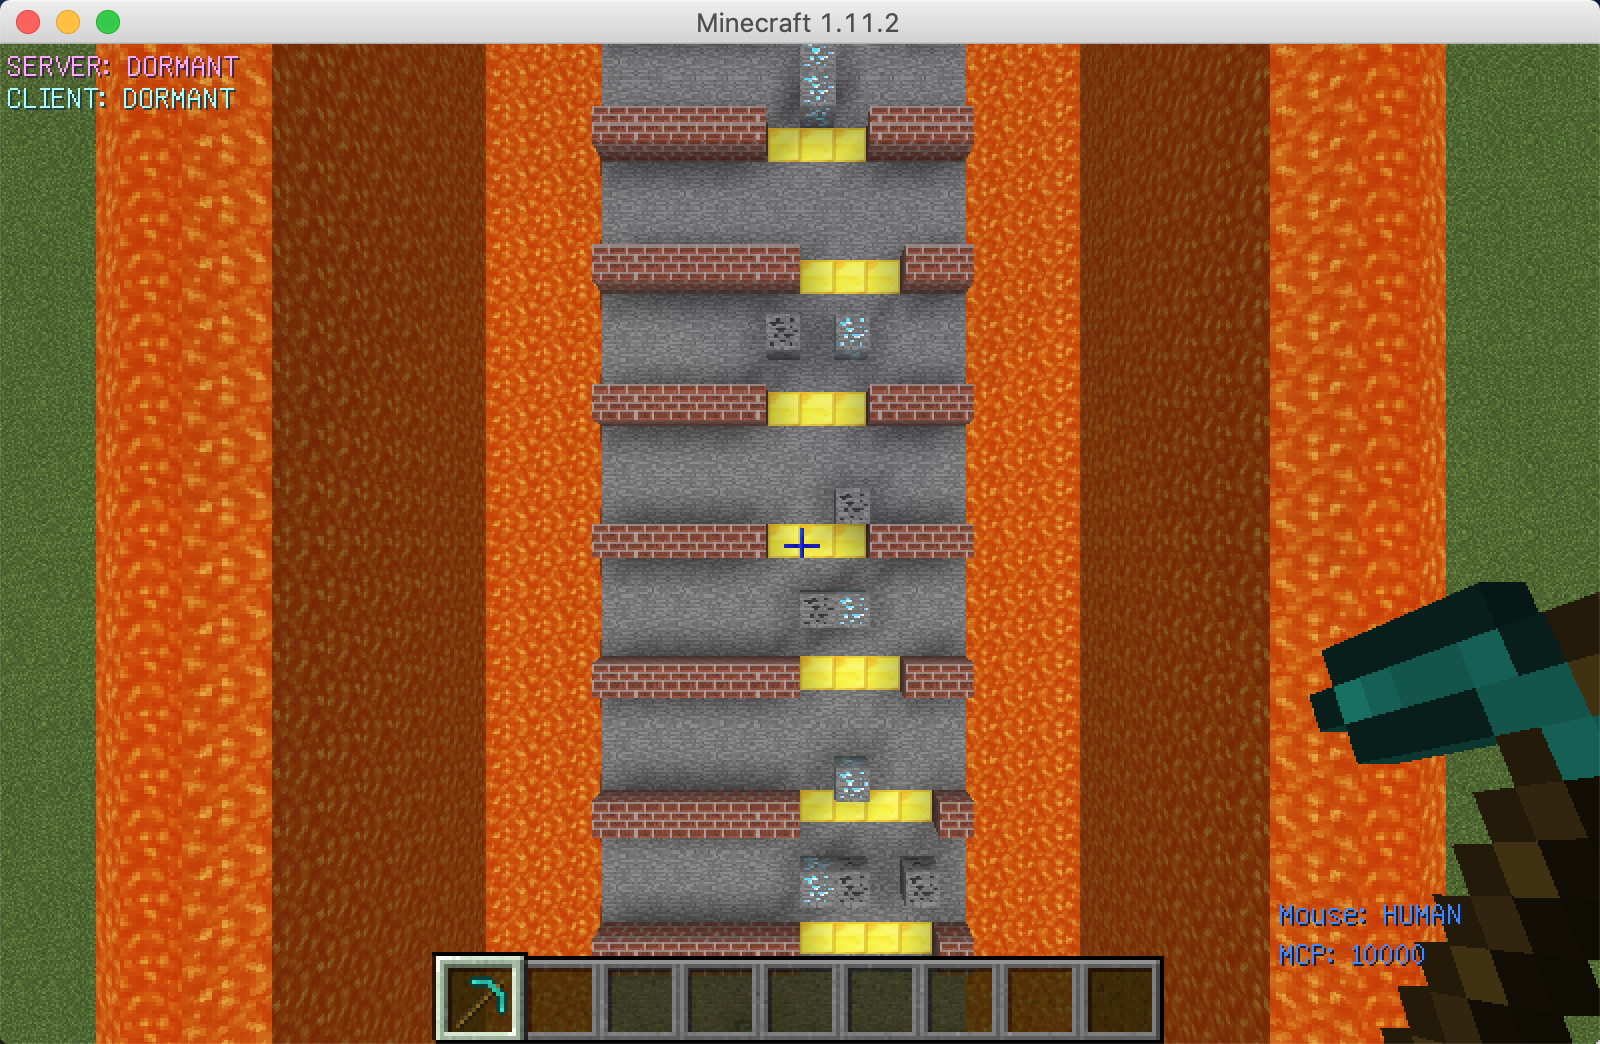 Minecraft 1.11.2
SERVER: DORMANT
CLIENT: DORMANT
Mouse: HUMAN
MCP: 10000